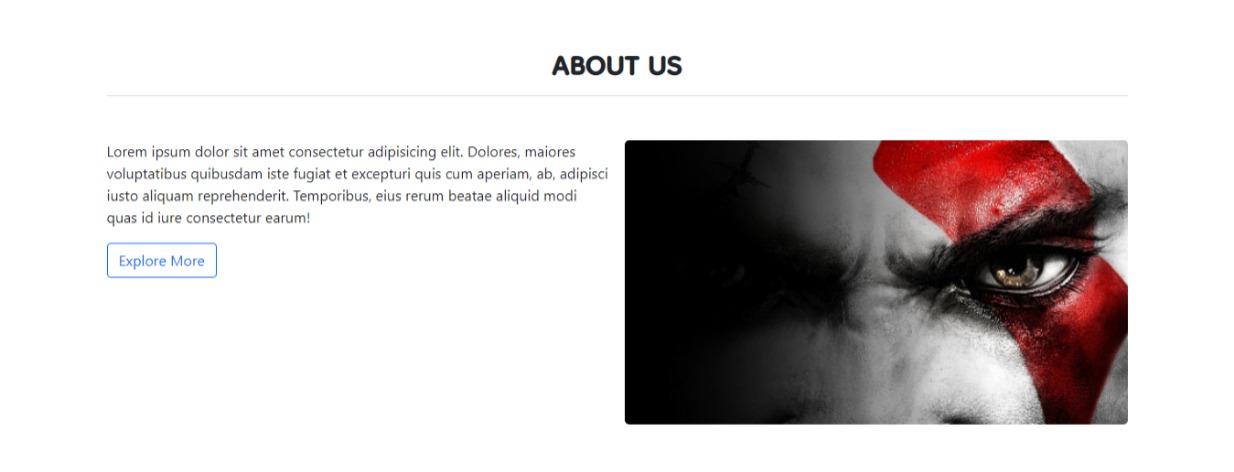 ABOUT US
Lorem ipsum dolor sit amet consectetur adipisicing elit. Dolores, maiores
voluptatibus quibusdam iste fugiat et excepturi quis cum aperiam, ab, adipisci
iusto aliquam reprehenderit. Temporibus, eius rerum beatae aliquid modi
quas id iure consectetur earum!
Explore More